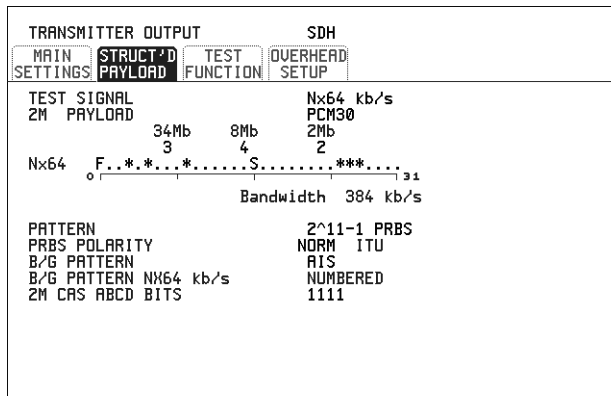 TRANSMITTER OUTPUT SDH
MAIN SETTINGS STRUCT'D PAYLOAD TEST FUNCTION OVERHEAD SETUP
TEST SIGNAL Nx64 kb/s
2M PAYLOAD PCM30
34Mb 8Mb 2Mb
3 4 2
Nx64 F..*.*...*......S........***....
0 31
Bandwidth 384 kb/s
PATTERN 2^11-1 PRBS
PRBS POLARITY NORM ITU
B/G PATTERN AIS
B/G PATTERN NX64 kb/s NUMBERED
2M CAS ABCD BITS 1111